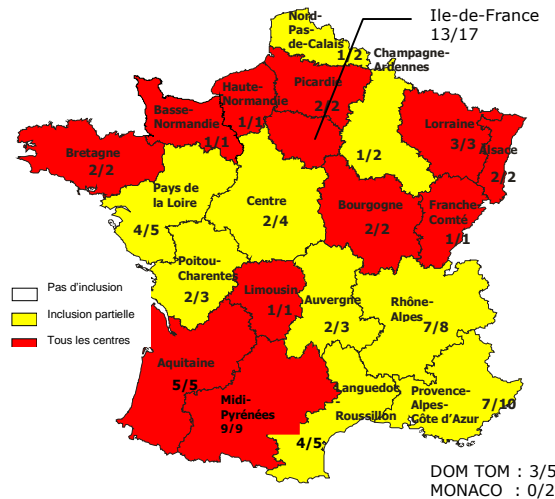 Ile-de-France
13/17
Nord-
Pas-
de-Calais
1/2
Champagne-
Ardennes
1/2
Haute-
Normandie
1/1
Picardie
2/2
Basse-
Normandie
1/1
Lorraine
3/3
Alsace
2/2
Bretagne
2/2
Pays de
la Loire
4/5
Centre
2/4
Bourgogne
2/2
Franche-
Comté
1/1
Poitou-
Charentes
2/3
Limousin
1/1
Auvergne
2/3
Rhône-
Alpes
7/8
Pas d'inclusion
Inclusion partielle
Tous les centres
Aquitaine
5/5
Midi-
Pyrénées
9/9
Languedoc
-
Roussillon
4/5
Provence-
Alpes-
Côte d'Azur
7/10
DOM TOM : 3/5
MONACO : 0/2